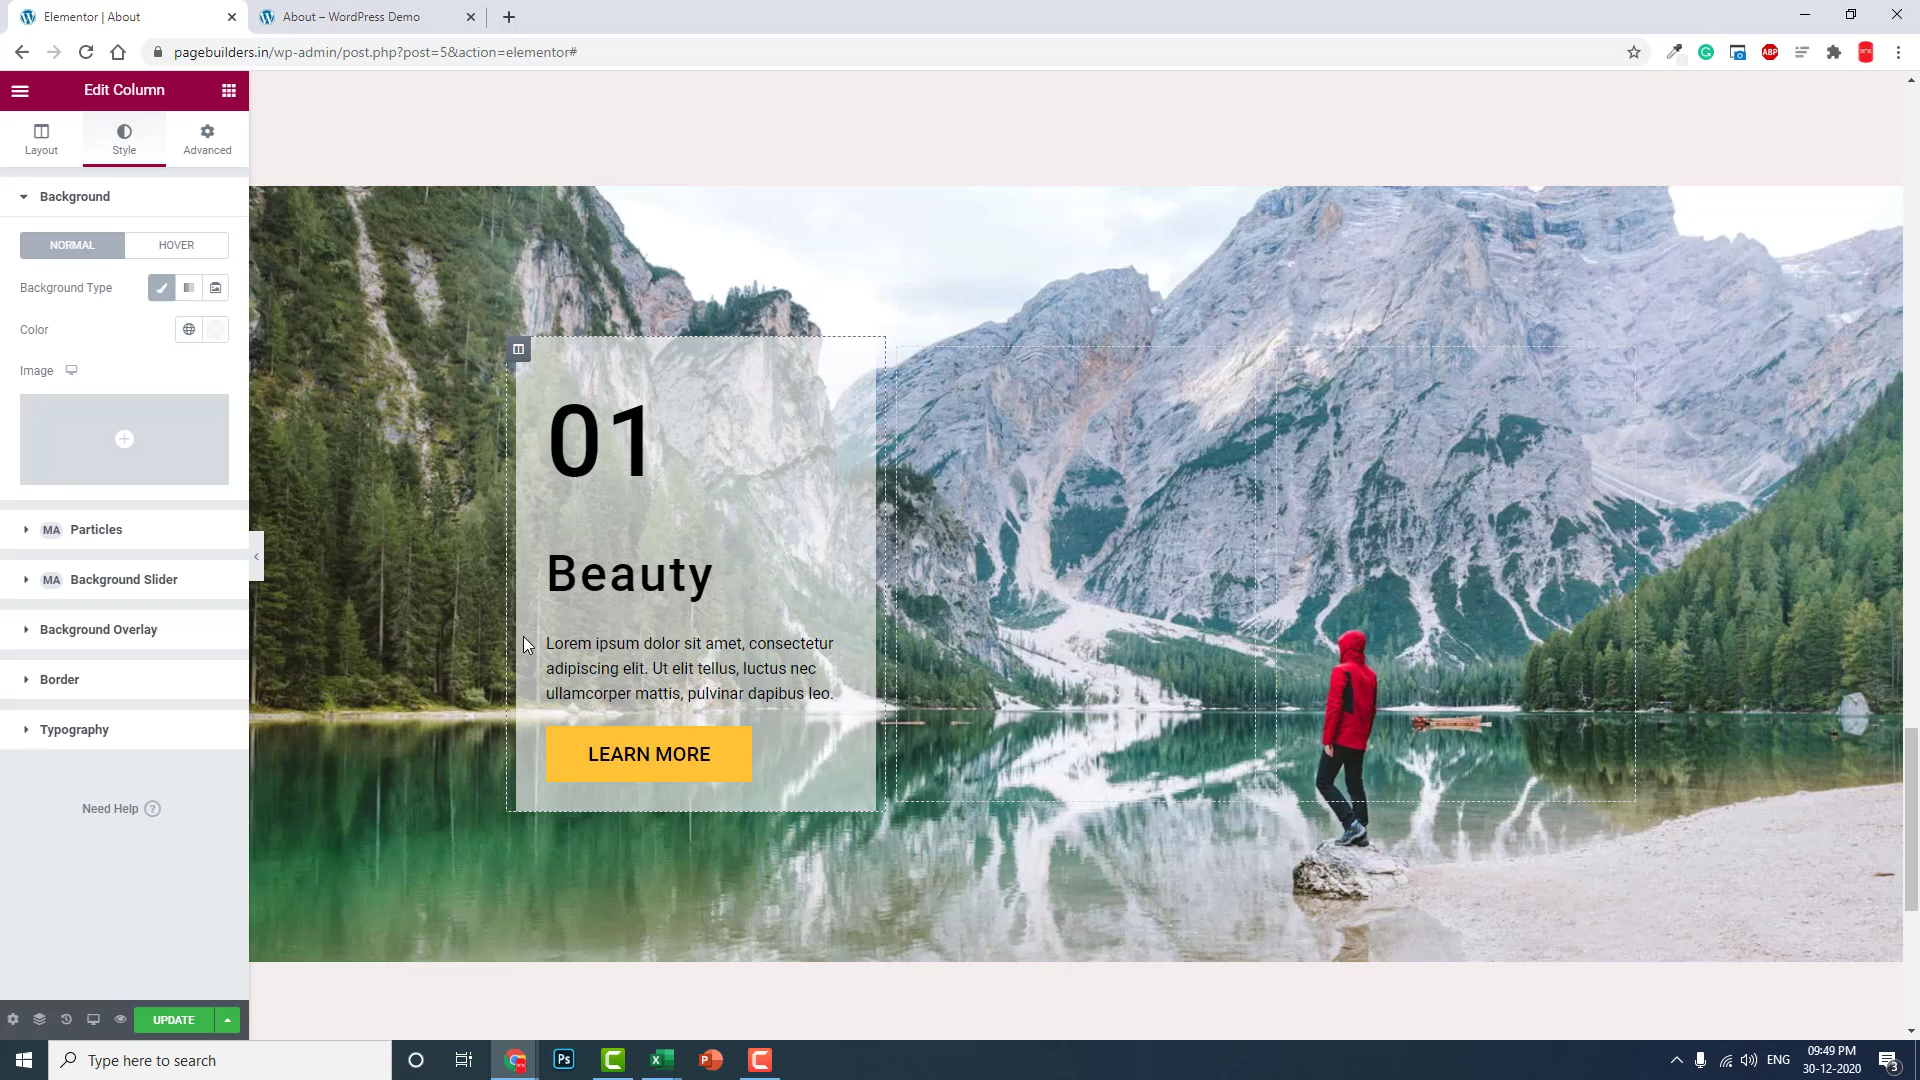 Elementor | About
About – WordPress Demo
pagebuilders.in/wp-admin/post.php?post=5&action=elementor#
ABP
Edit Column
Layout
Style
Advanced
Background
NORMAL
HOVER
Background Type
Color
Image
MA Particles
MA Background Slider
Background Overlay
Border
Typography
Need Help ?
UPDATE
01
Beauty
Lorem ipsum dolor sit amet, consectetur
adipiscing elit. Ut elit tellus, luctus nec
ullamcorper mattis, pulvinar dapibus leo.
LEARN MORE
Type here to search
Ps
ENG
09:49 PM
30-12-2020
3